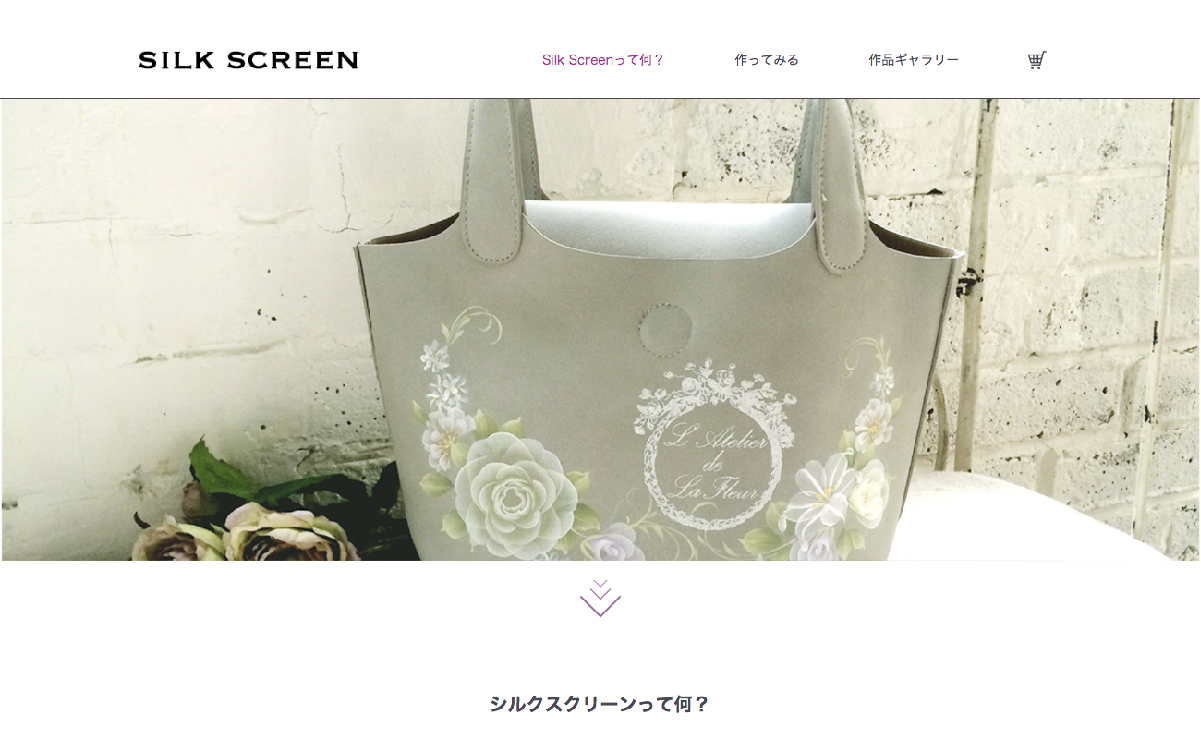 SILK SCREEN
Silk Screenって何？
作ってみる
作品ギャラリー
L'Atelier
de
La Fleur
シルクスクリーンって何？